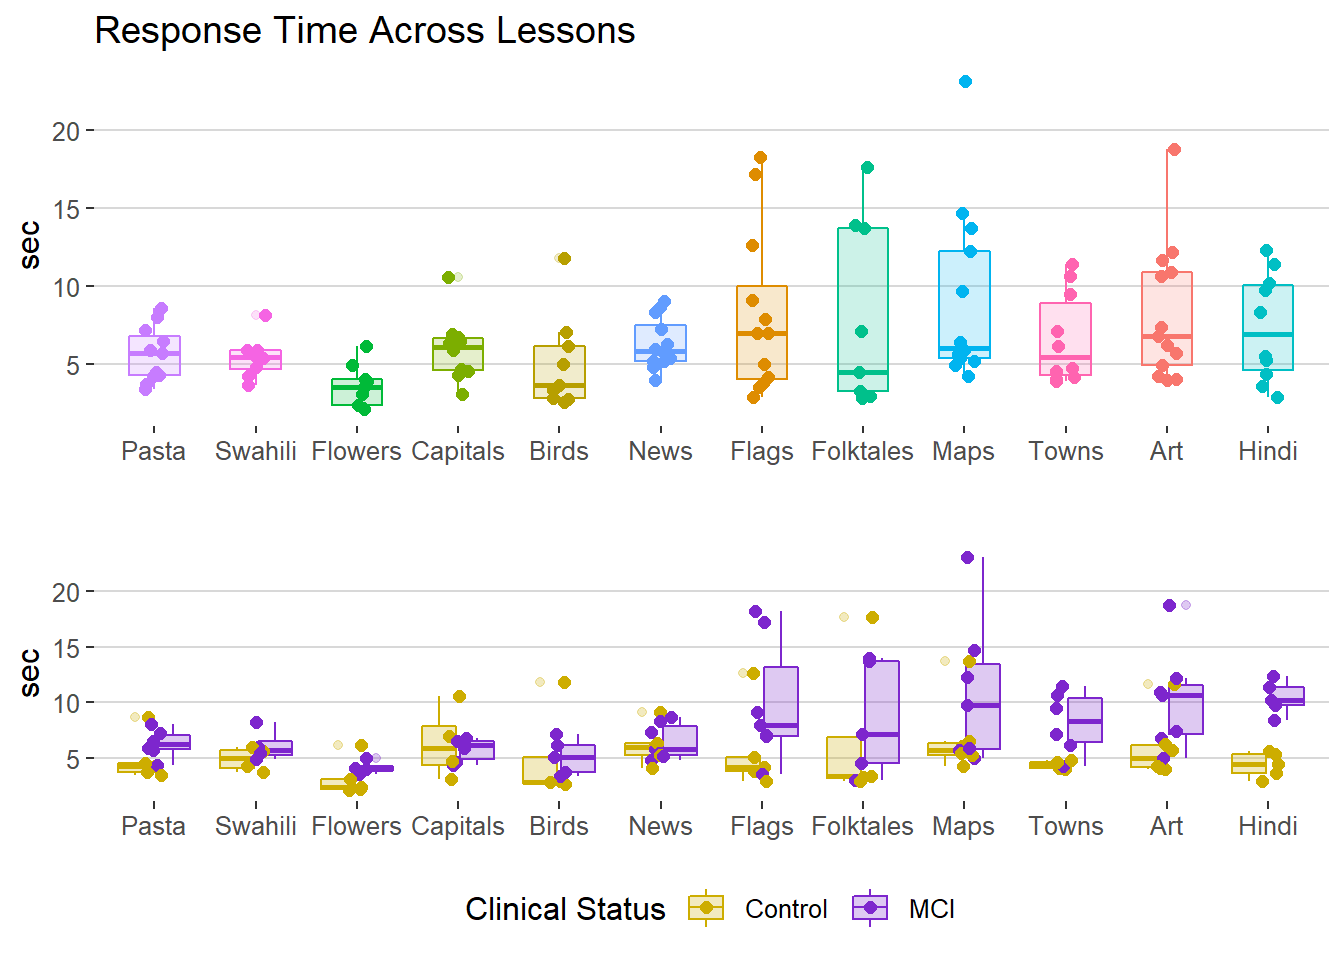 Response Time Across Lessons
sec
20
15
10
5
Pasta Swahili Flowers Capitals Birds News Flags Folktales Maps Towns Art Hindi
sec
20
15
10
5
Pasta Swahili Flowers Capitals Birds News Flags Folktales Maps Towns Art Hindi
Clinical Status Control MCI